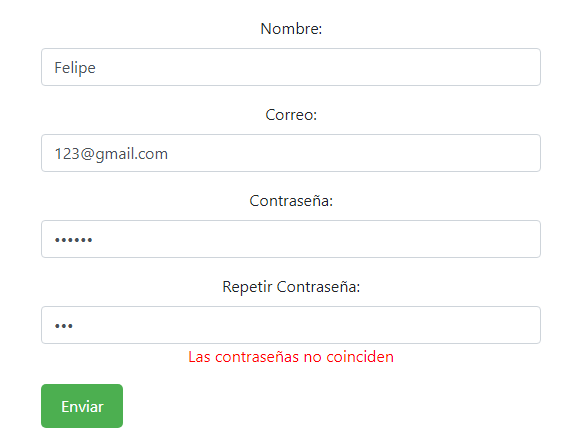 Nombre:
Felipe
Correo:
123@gmail.com
Contraseña:
••••••
Repetir Contraseña:
•••
Las contraseñas no coinciden
Enviar